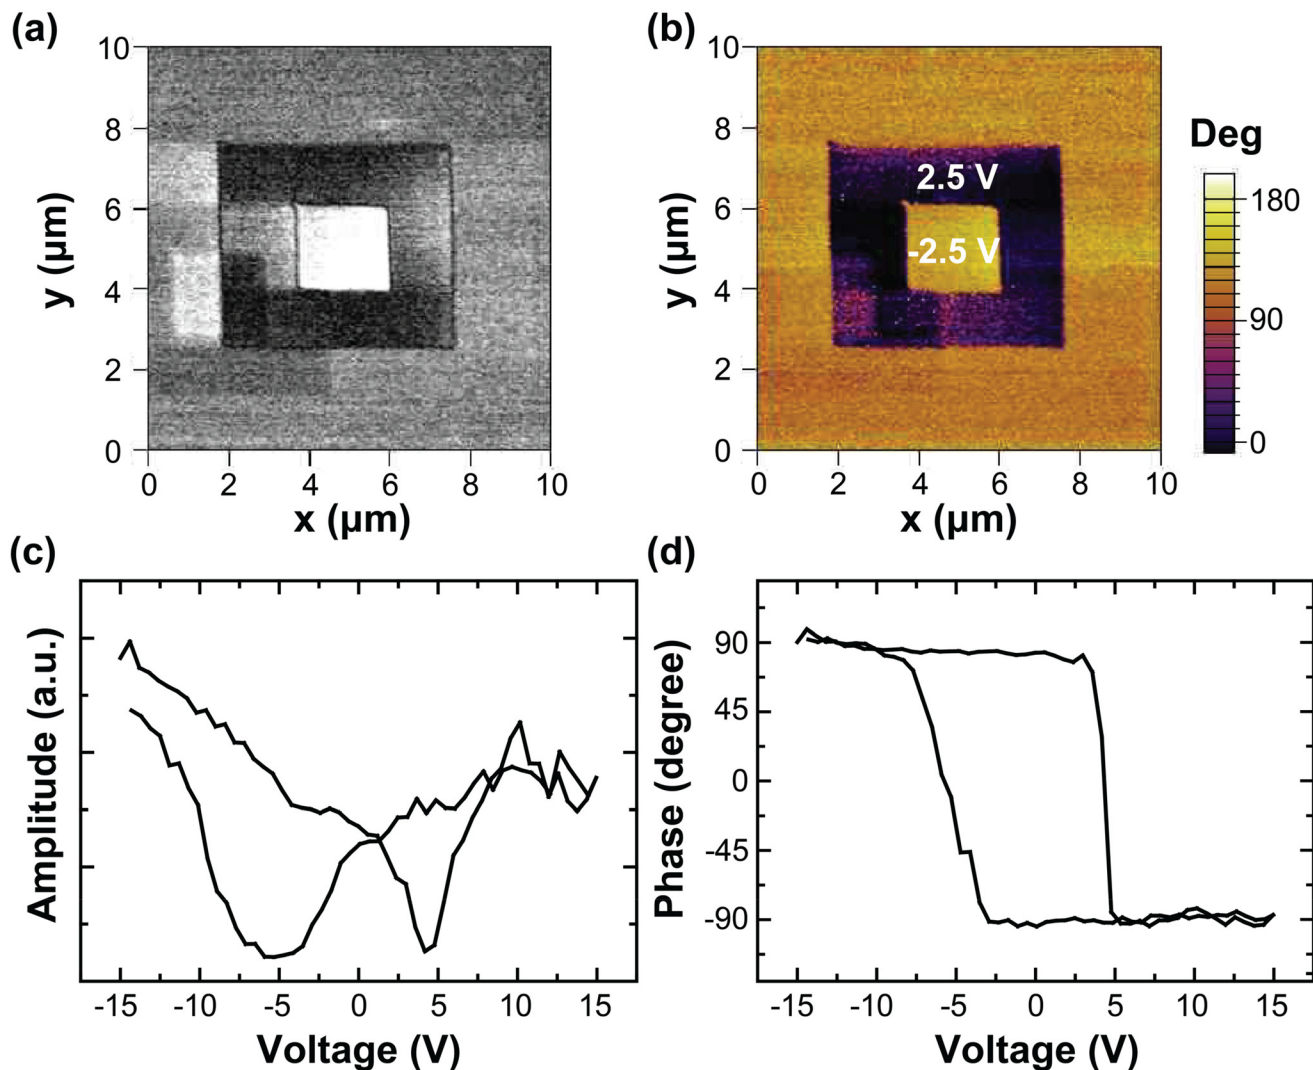 (a)
10
8
6
4
2
0
y (μm)
0 2 4 6 8 10
x (μm)
(b)
10
8
6
4
2
0
y (μm)
2.5 V
-2.5 V
0 2 4 6 8 10
x (μm)
Deg
180
90
0
(c)
Amplitude (a.u.)
-15 -10 -5 0 5 10 15
Voltage (V)
(d)
90
45
0
-45
-90
Phase (degree)
-15 -10 -5 0 5 10 15
Voltage (V)